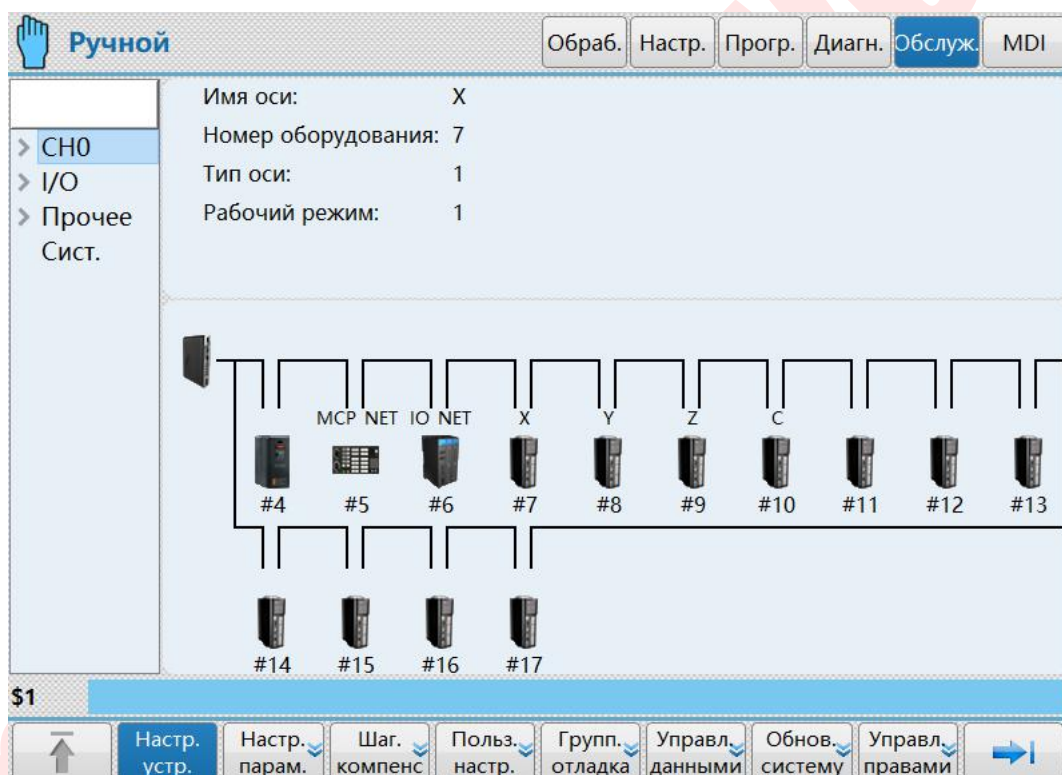 Ручной
Обраб. Настр. Прогр. Диагн. Обслуж. MDI
CH0
I/O
Прочее
Сист.
Имя оси: X
Номер оборудования: 7
Тип оси: 1
Рабочий режим: 1
MCP NET IO NET X Y Z C
#4 #5 #6 #7 #8 #9 #10 #11 #12 #13
#14 #15 #16 #17
$1
Настр. устр.
Настр. парам.
Шаг. компенс
Польз. настр.
Групп. отладка
Управл. данными
Обнов. систему
Управл. правами